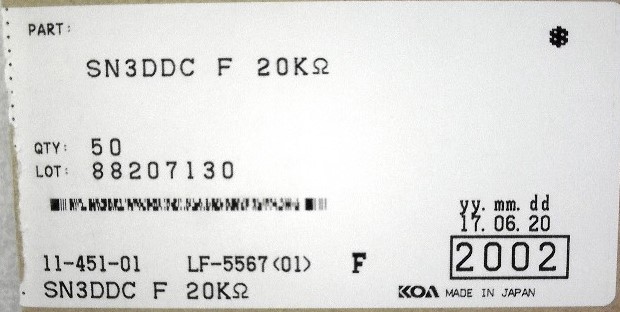 PART:
SN3DDC F 20KΩ
QTY: 50
LOT: 88207130
yy. mm. dd
17. 06. 20
11-451-01 LF-5567<01> F 2002
SN3DDC F 20KΩ
KOA MADE IN JAPAN